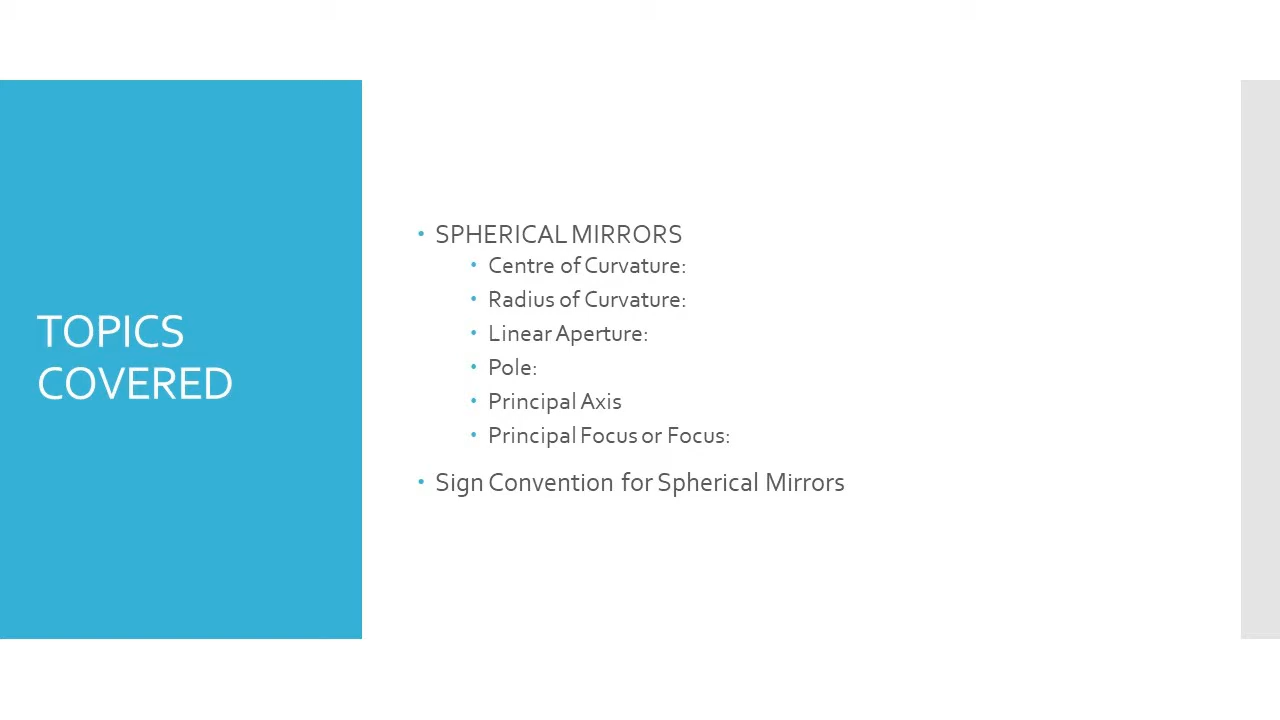 TOPICS
COVERED
• SPHERICAL MIRRORS
• Centre of Curvature:
• Radius of Curvature:
• Linear Aperture:
• Pole:
• Principal Axis
• Principal Focus or Focus:
• Sign Convention for Spherical Mirrors